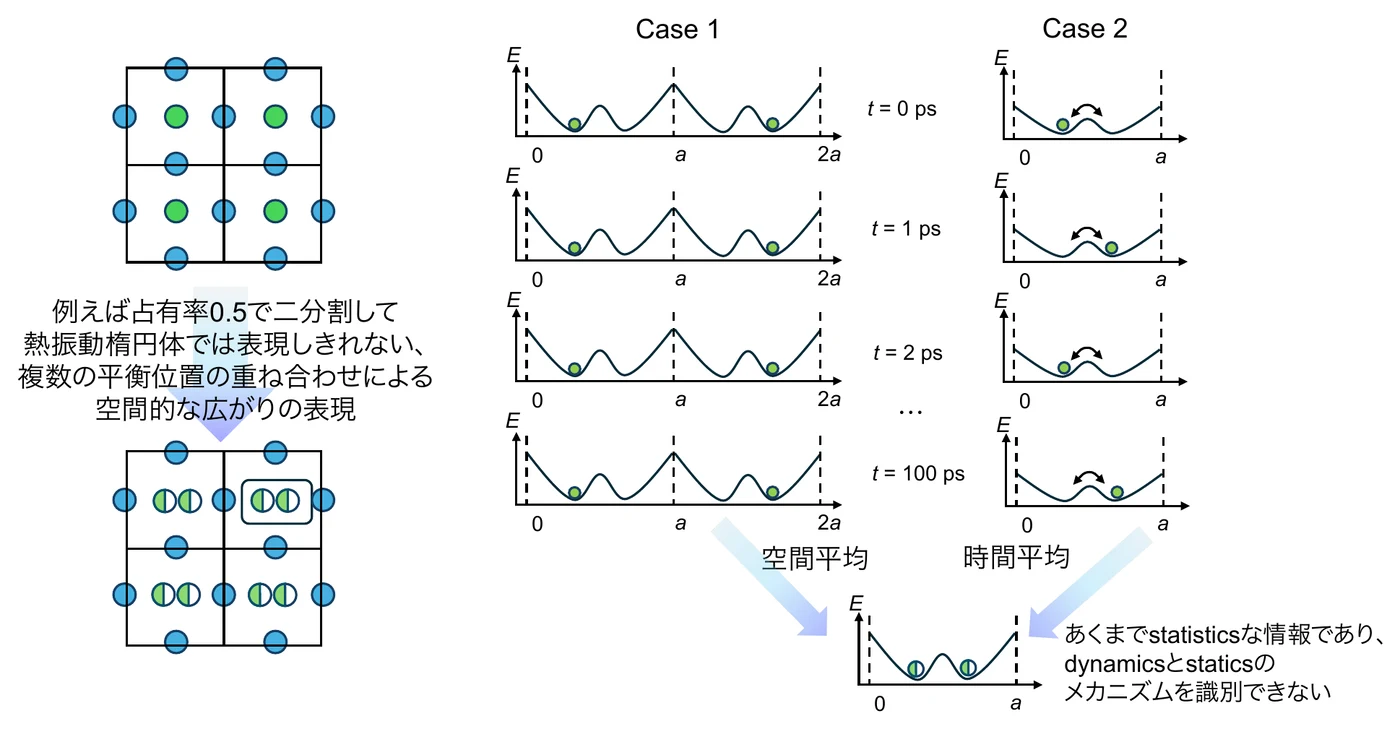 Case 1
Case 2
E
0
a
2a
t = 0 ps
E
0
a
E
0
a
2a
t = 1 ps
E
0
a
E
0
a
2a
t = 2 ps
E
0
a
…
E
0
a
2a
t = 100 ps
E
0
a
例えば占有率0.5で二分割して
熱振動楕円体では表現しきれない、
複数の平衡位置の重ね合わせによる
空間的な広がりの表現
空間平均
時間平均
E
0
a
あくまでstatisticsな情報であり、
dynamicsとstaticsの
メカニズムを識別できない